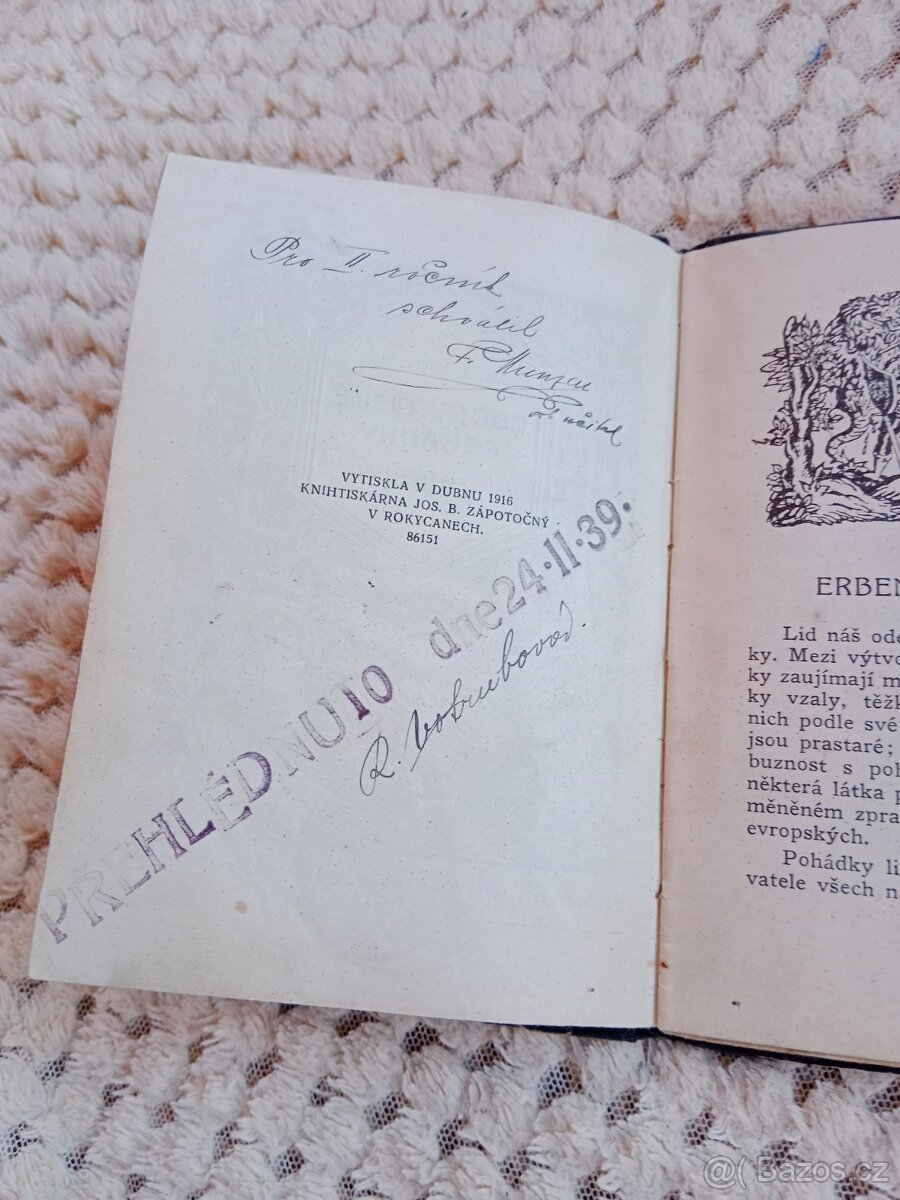 Pro II. ročník
schválil
F.
učitel
VYTISKLA V DUBNU 1916
KNIHTISKÁRNA JOS. B. ZÁPOTOČNÝ
V ROKYCANECH.
86151
PŘEHLÉDNUTO dne 24·11·39·
R.
ERBEN
Lid náš ode
ky. Mezi výtvo
ky zaujímají m
ky vzaly, těžk
nich podle své
jsou prastaré;
buznost s poh
některá látka p
měněném zpra
evropských.
Pohádky li
vatele všech ná
@( Bazos.cz